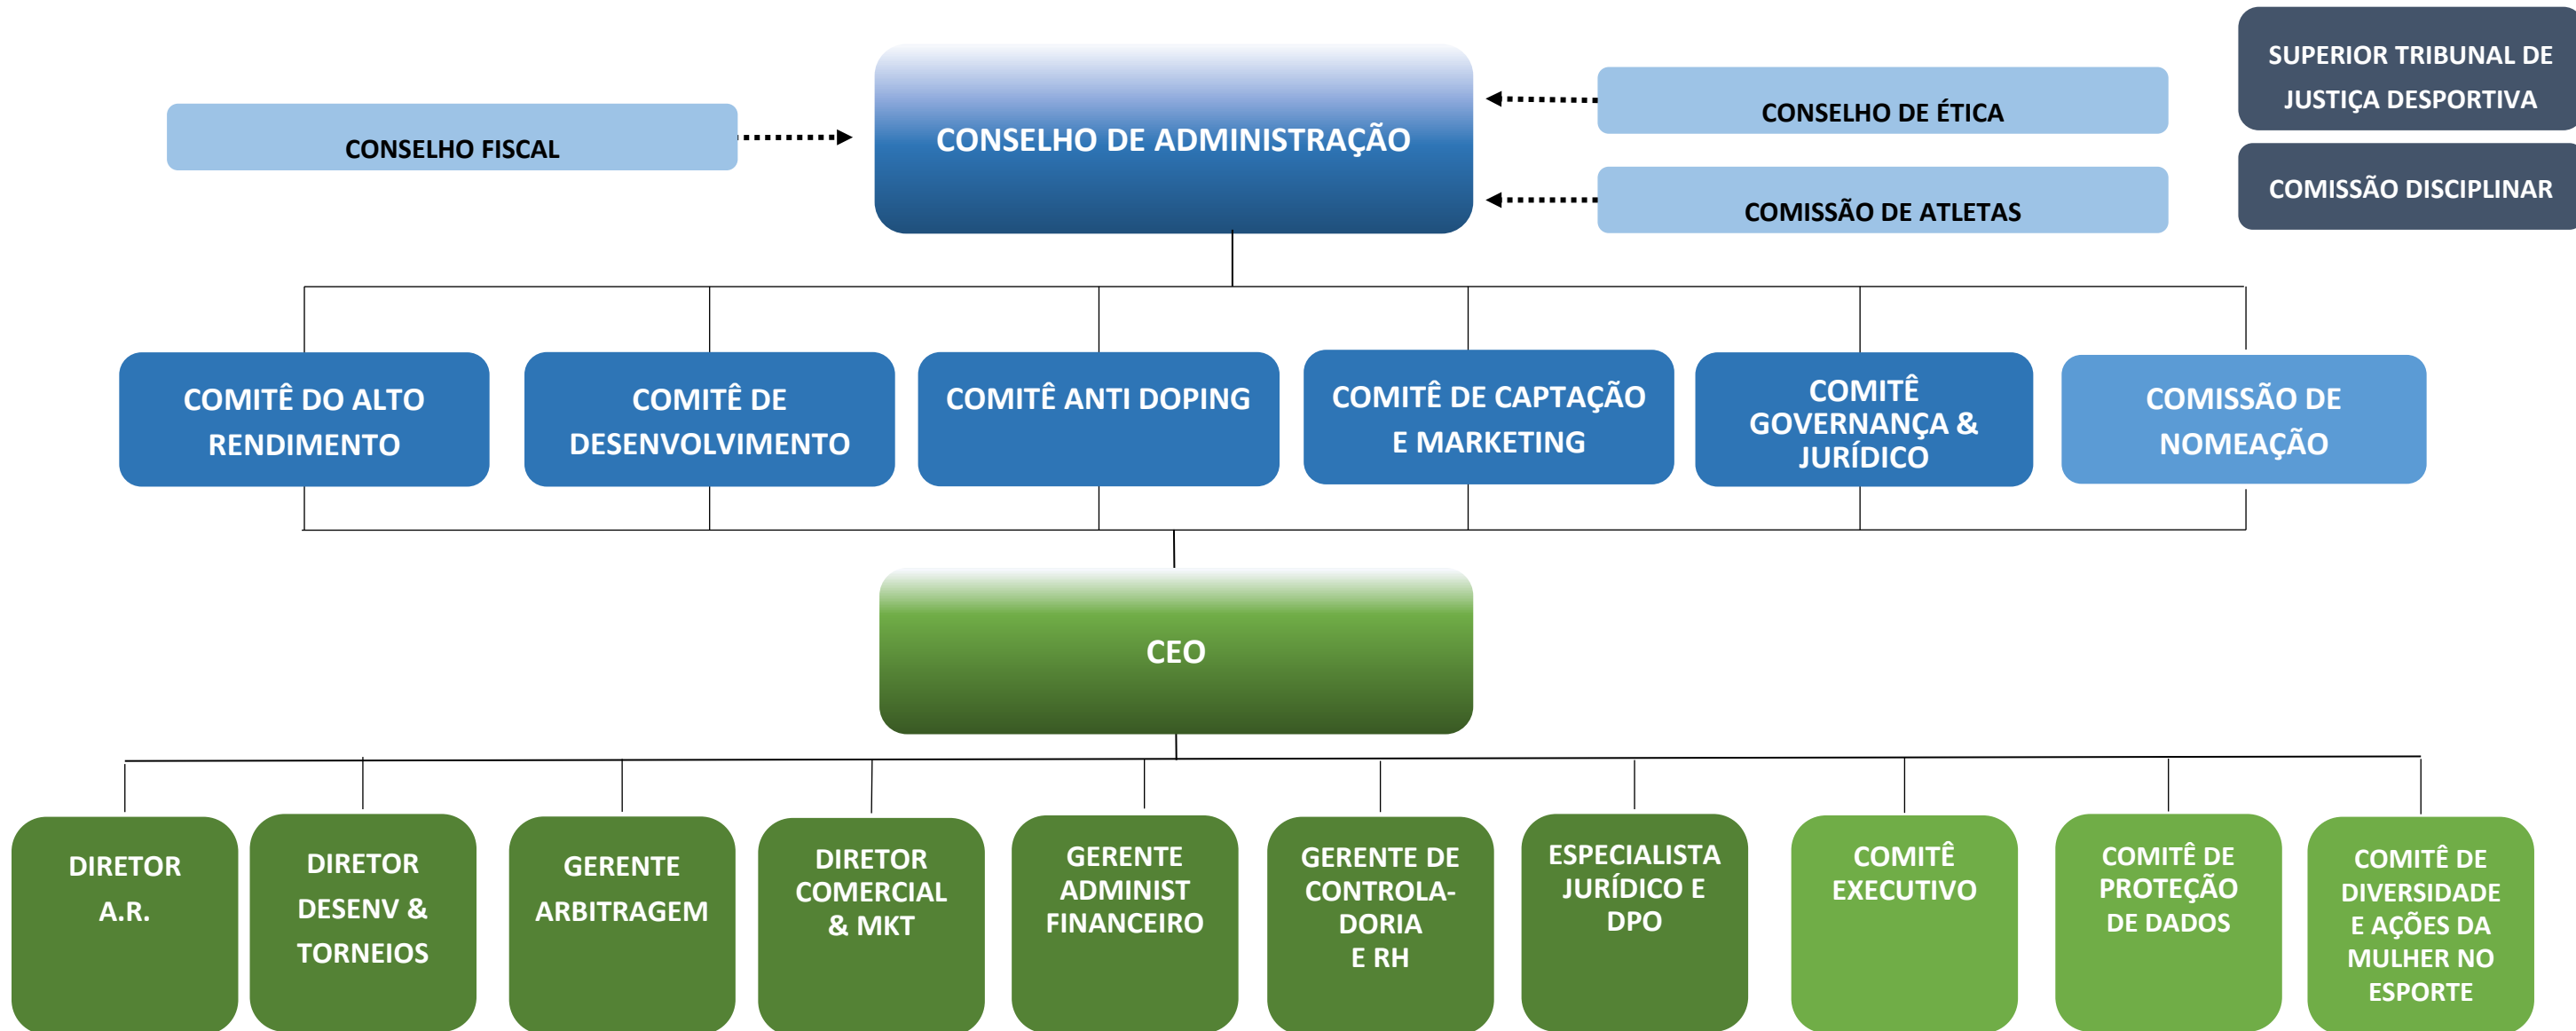 SUPERIOR TRIBUNAL DE
JUSTIÇA DESPORTIVA
CONSELHO DE ÉTICA
CONSELHO DE ADMINISTRAÇÃO
CONSELHO FISCAL
COMISSÃO DISCIPLINAR
COMISSÃO DE ATLETAS
COMITÊ DO ALTO
RENDIMENTO
COMITÊ DE
DESENVOLVIMENTO
COMITÊ ANTI DOPING
COMITÊ DE CAPTAÇÃO
E MARKETING
COMITÊ
GOVERNANÇA &
JURÍDICO
COMISSÃO DE
NOMEAÇÃO
CEO
DIRETOR
A.R.
DIRETOR
DESENV &
TORNEIOS
GERENTE
ARBITRAGEM
DIRETOR
COMERCIAL
& MKT
GERENTE
ADMINIST
FINANCEIRO
GERENTE DE
CONTROLA-
DORIA
E RH
ESPECIALISTA
JURÍDICO E
DPO
COMITÊ
EXECUTIVO
COMITÊ DE
PROTEÇÃO
DE DADOS
COMITÊ DE
DIVERSIDADE
E AÇÕES DA
MULHER NO
ESPORTE